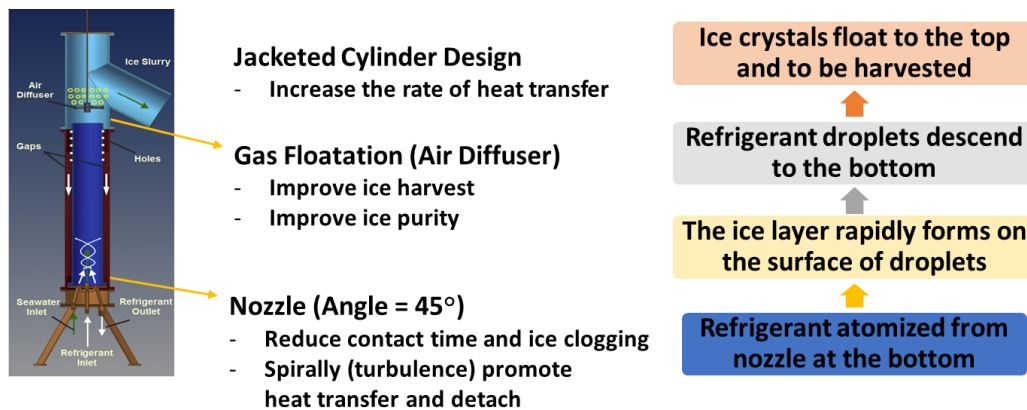 Ice Slurry
Air
Diffuser
Gaps
Holes
Seawater
Inlet
Refrigerant
Outlet
Refrigerant
Inlet
Jacketed Cylinder Design
- Increase the rate of heat transfer
Gas Floatation (Air Diffuser)
- Improve ice harvest
- Improve ice purity
Nozzle (Angle = 45°)
- Reduce contact time and ice clogging
- Spirally (turbulence) promote
heat transfer and detach
Ice crystals float to the top
and to be harvested
Refrigerant droplets descend
to the bottom
The ice layer rapidly forms on
the surface of droplets
Refrigerant atomized from
nozzle at the bottom